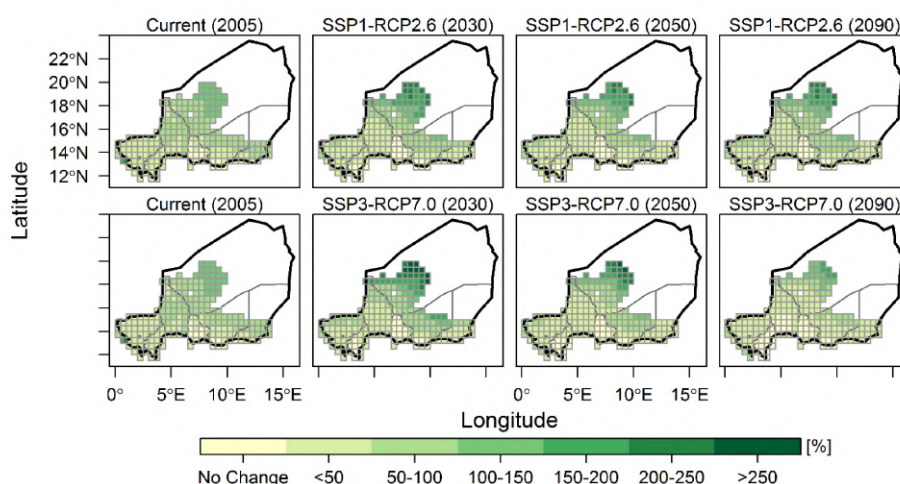 Current (2005) SSP1-RCP2.6 (2030) SSP1-RCP2.6 (2050) SSP1-RCP2.6 (2090)
22°N
20°N
18°N
16°N
14°N
12°N
Latitude
Current (2005) SSP3-RCP7.0 (2030) SSP3-RCP7.0 (2050) SSP3-RCP7.0 (2090)
0° 5°E 10°E 15°E 0° 5°E 10°E 15°E
Longitude
[%]
No Change <50 50-100 100-150 150-200 200-250 >250